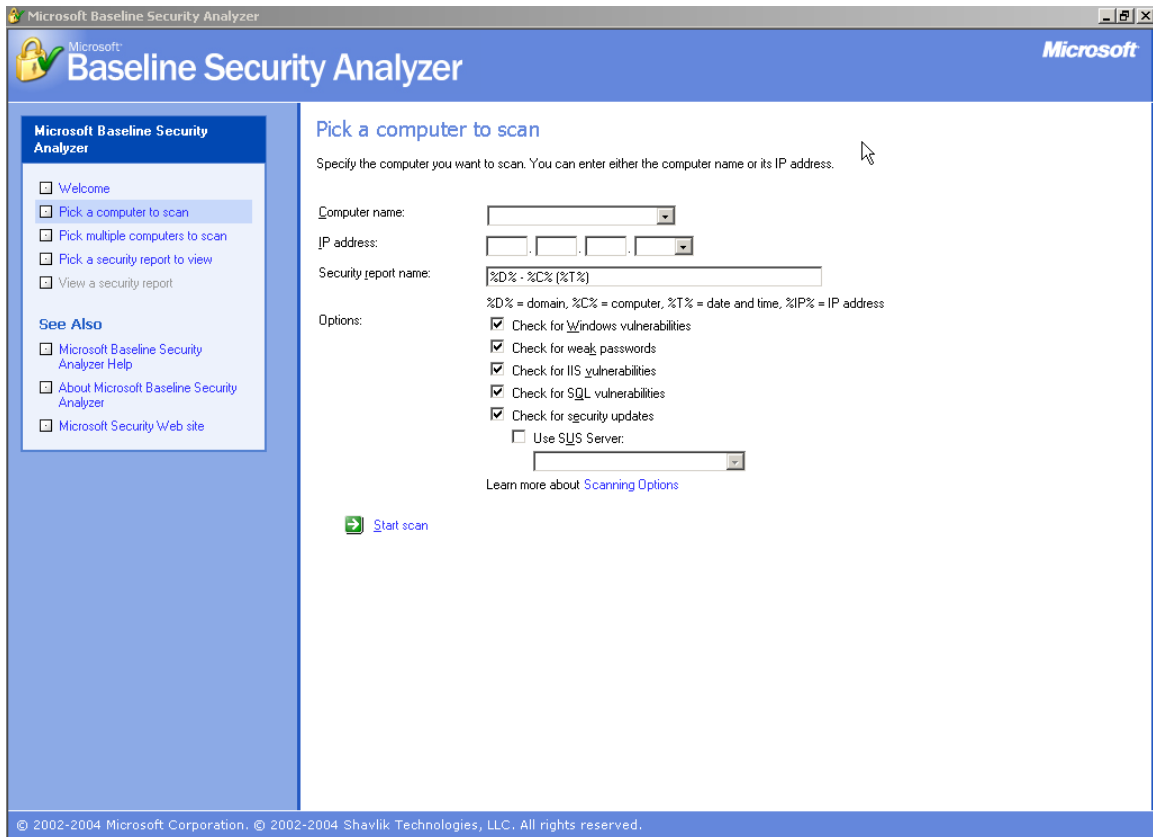 Microsoft Baseline Security Analyzer
Microsoft
Baseline Security Analyzer
Microsoft
Microsoft Baseline Security
Analyzer
Welcome
Pick a computer to scan
Pick multiple computers to scan
Pick a security report to view
View a security report
See Also
Microsoft Baseline Security
Analyzer Help
About Microsoft Baseline Security
Analyzer
Microsoft Security Web site
Pick a computer to scan
Specify the computer you want to scan. You can enter either the computer name or its IP address.
Computer name:
IP address:
Security report name: %D% - %C% (%T%)
%D% = domain, %C% = computer, %T% = date and time, %IP% = IP address
Options:
Check for Windows vulnerabilities
Check for weak passwords
Check for IIS vulnerabilities
Check for SQL vulnerabilities
Check for security updates
Use SUS Server:
Learn more about Scanning Options
Start scan
© 2002-2004 Microsoft Corporation. © 2002-2004 Shavlik Technologies, LLC. All rights reserved.